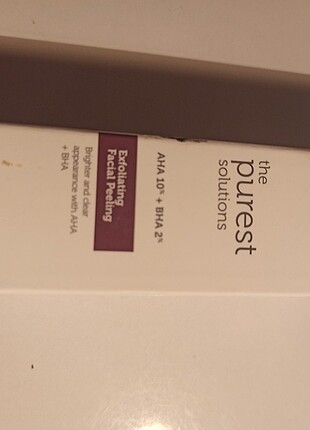 the
purest
solutions
AHA 10% + BHA 2%
Exfoliating
Facial Peeling
Brighter and clear
appearance with AHA
+ BHA